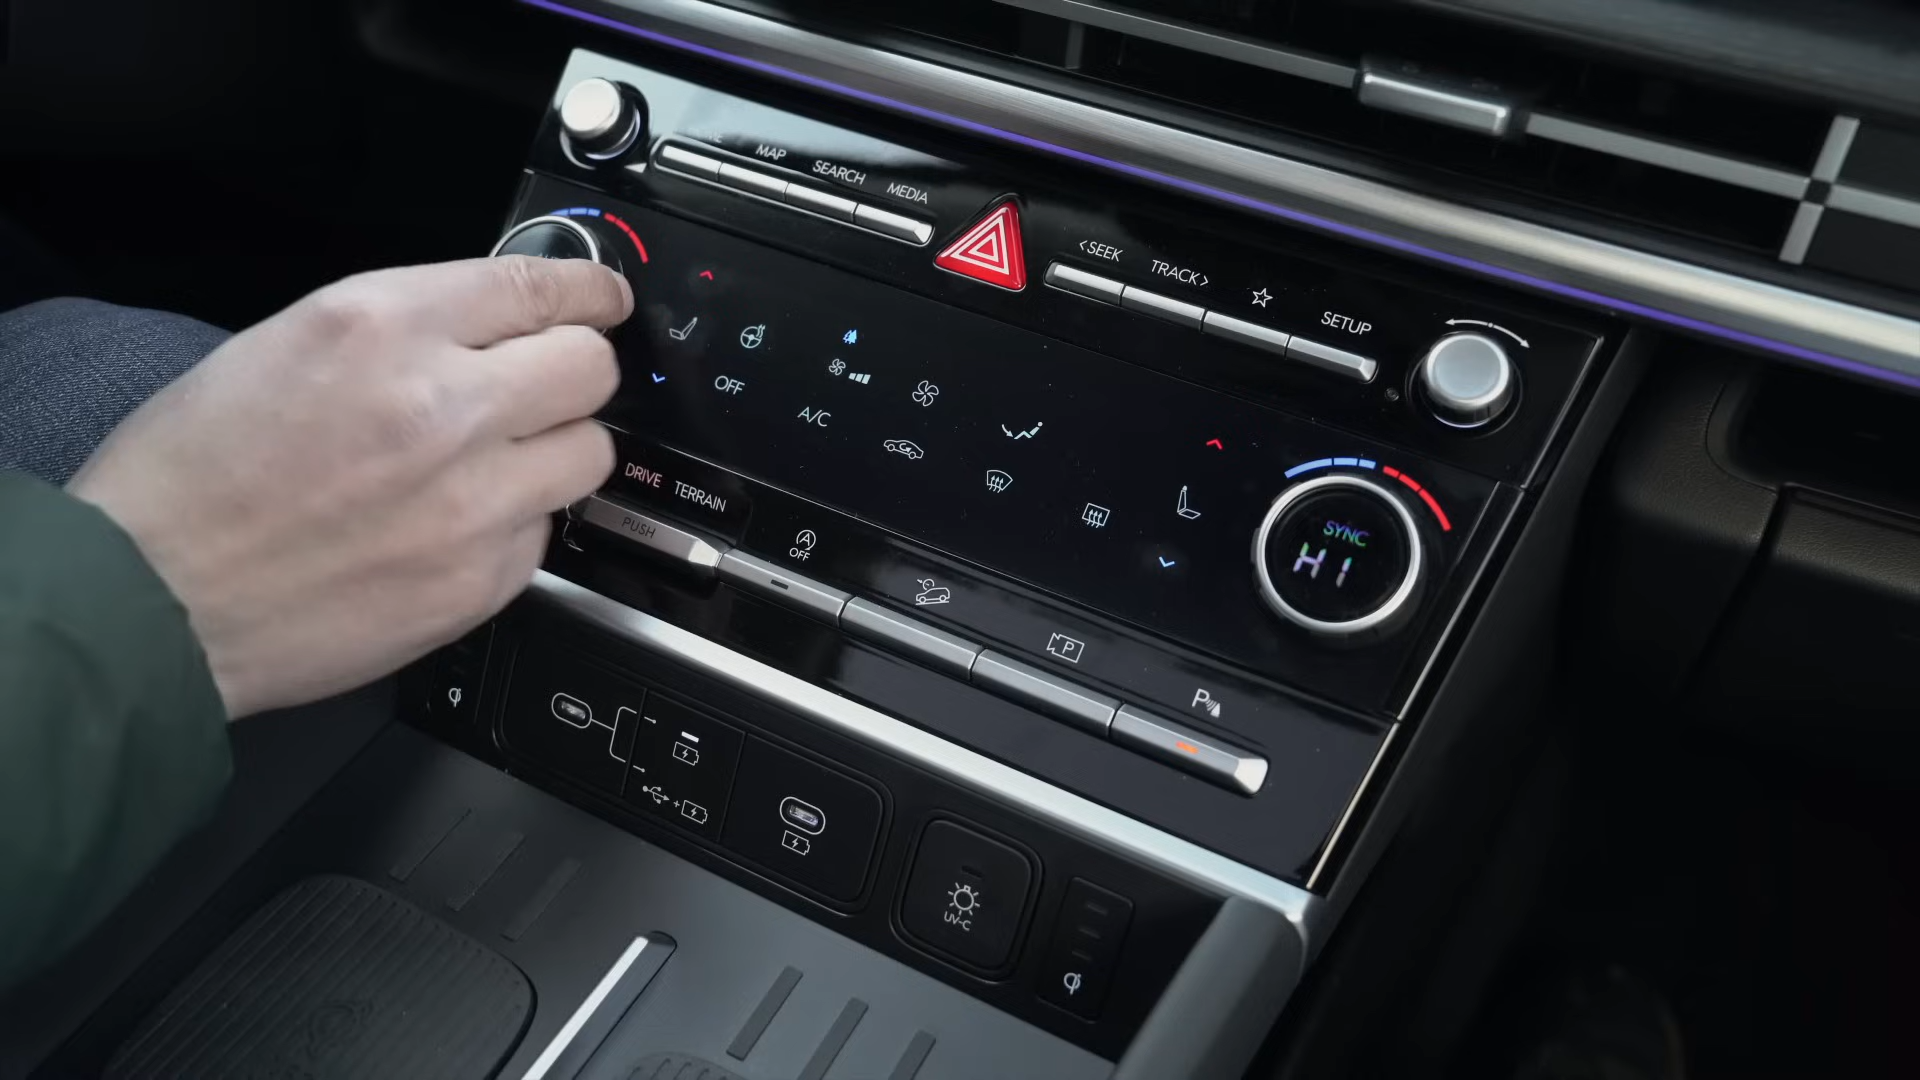 MAP
SEARCH
MEDIA
<SEEK
TRACK>
SETUP
OFF
A/C
SYNC
HI
DRIVE
TERRAIN
PUSH
A
OFF
P
P
UV-C